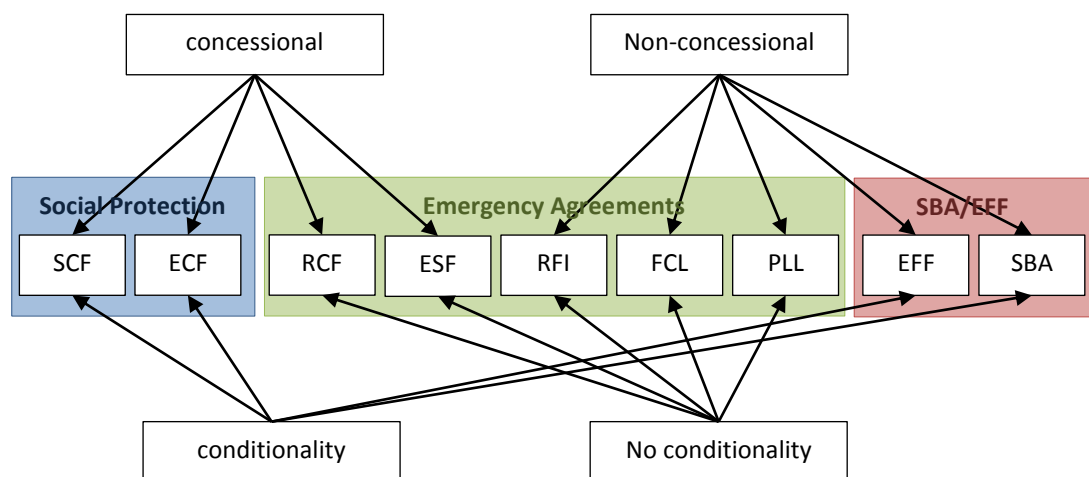 concessional
Non-concessional
Social Protection
Emergency Agreements
SBA/EFF
SCF
ECF
RCF
ESF
RFI
FCL
PLL
EFF
SBA
conditionality
No conditionality